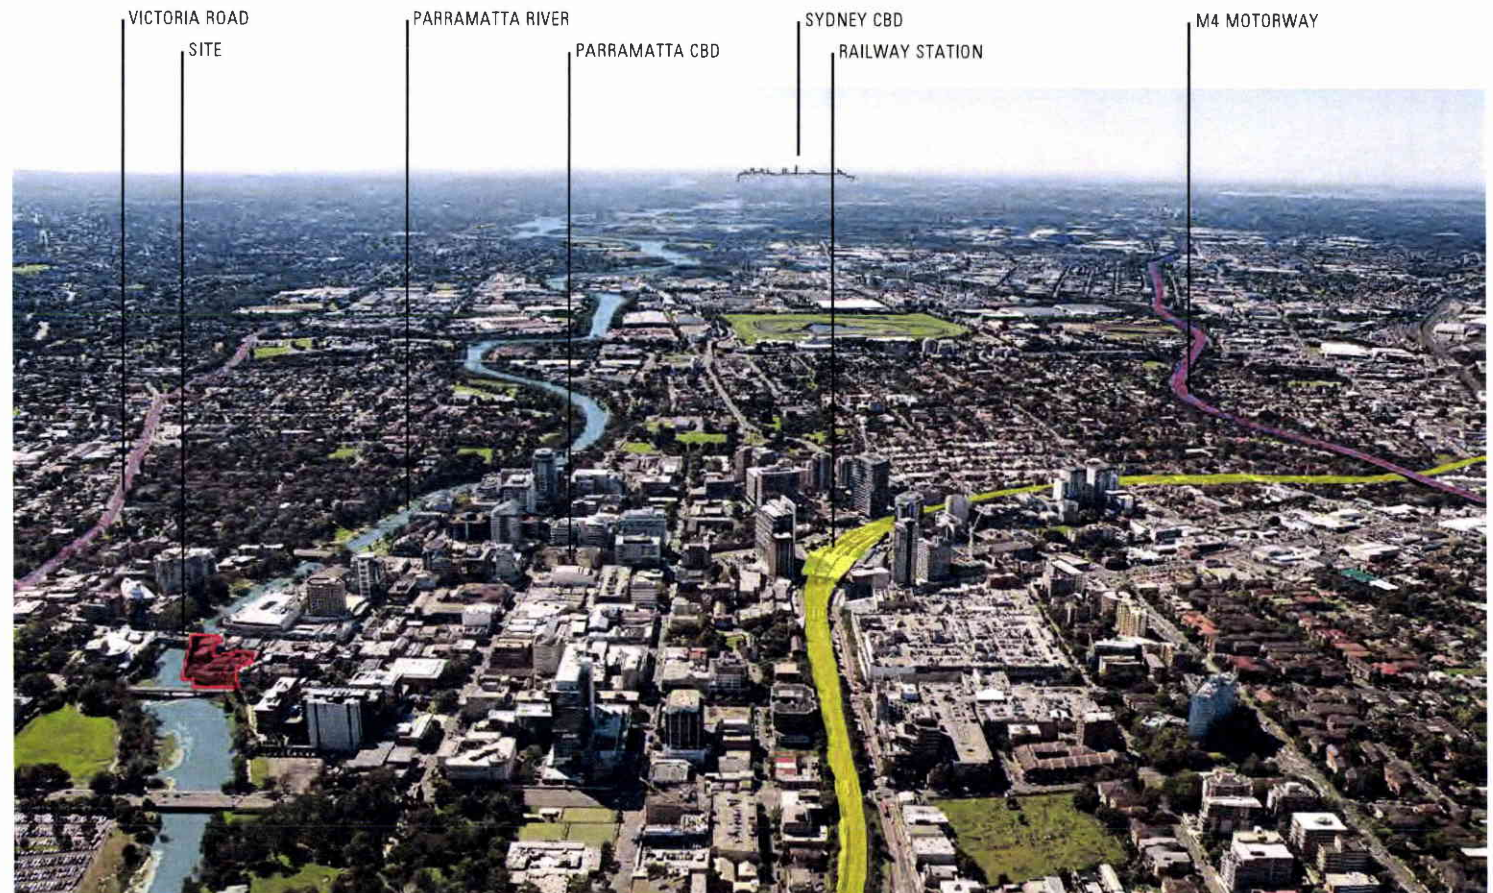 VICTORIA ROAD
SITE
PARRAMATTA RIVER
PARRAMATTA CBD
SYDNEY CBD
RAILWAY STATION
M4 MOTORWAY